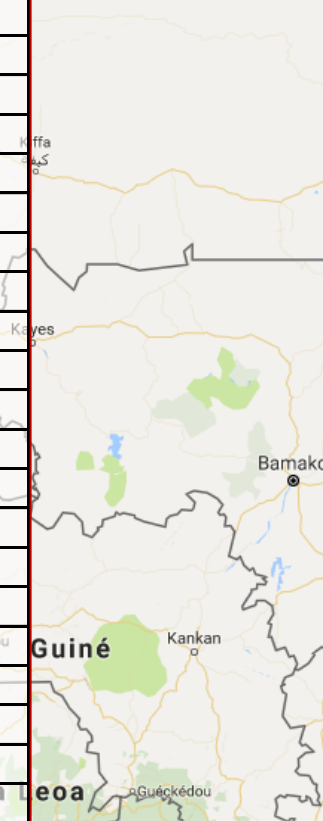 Kiffa
كيفة
Kayes
Bamako
Kankan
Guiné
Leoa
Guéckédou